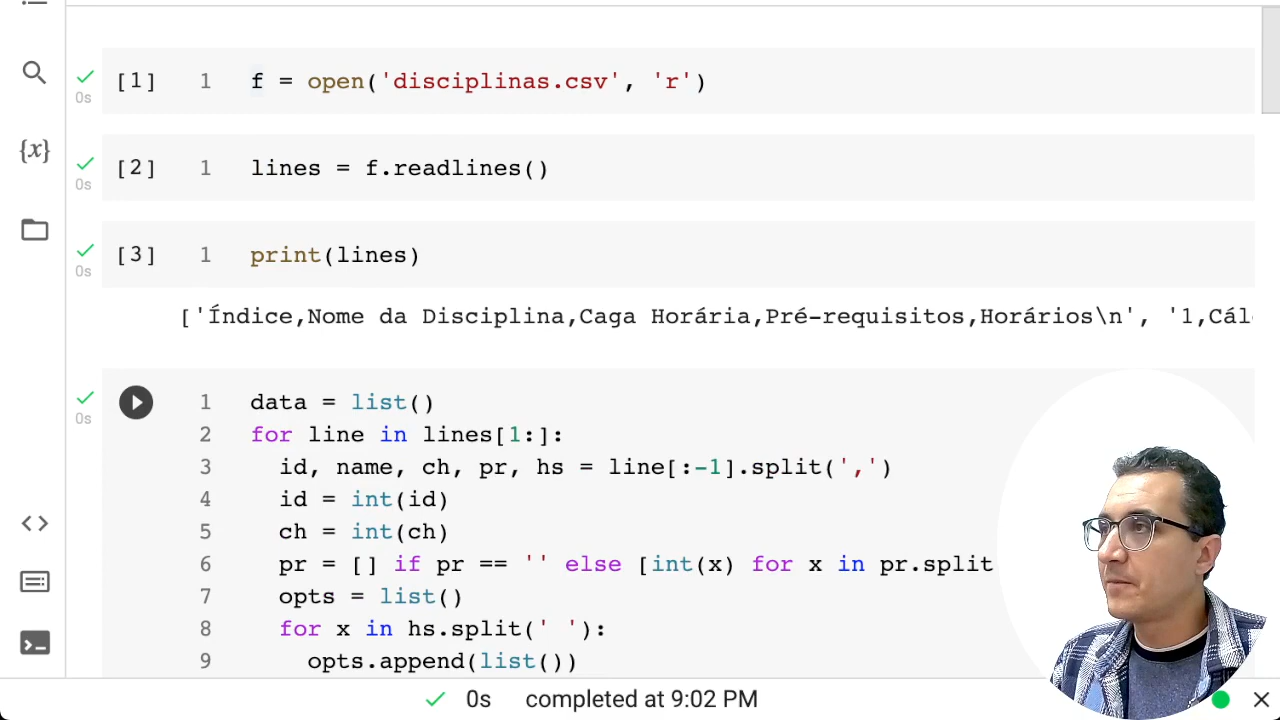 [1] 1 f = open('disciplinas.csv', 'r')
0s
{x}
[2] 1 lines = f.readlines()
0s
[3] 1 print(lines)
0s
['Índice,Nome da Disciplina,Caga Horária,Pré-requisitos,Horários\n', '1,Cál
1 data = list()
0s
2 for line in lines[1:]:
3 id, name, ch, pr, hs = line[:-1].split(',')
4 id = int(id)
5 ch = int(ch)
6 pr = [] if pr == '' else [int(x) for x in pr.split
7 opts = list()
8 for x in hs.split(' '):
9 opts.append(list())
0s completed at 9:02 PM